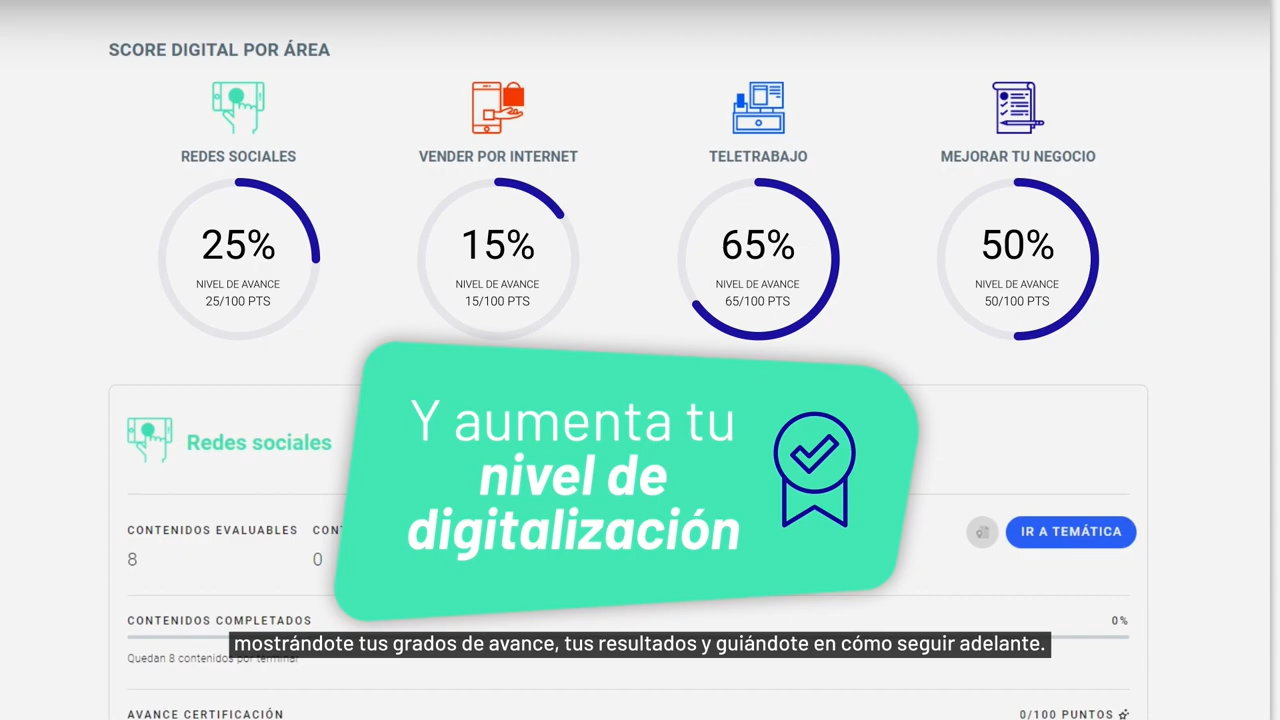 SCORE DIGITAL POR ÁREA
REDES SOCIALES
VENDER POR INTERNET
TELETRABAJO
MEJORAR TU NEGOCIO
25%
NIVEL DE AVANCE
25/100 PTS
15%
NIVEL DE AVANCE
15/100 PTS
65%
NIVEL DE AVANCE
65/100 PTS
50%
NIVEL DE AVANCE
50/100 PTS
Y aumenta tu
nivel de
digitalización
Redes sociales
CONTENIDOS EVALUABLES
8
0
IR A TEMÁTICA
CONTENIDOS COMPLETADOS
0%
mostrándote tus grados de avance, tus resultados y guiándote en cómo seguir adelante.
Quedan 8 contenidos por terminar
AVANCE CERTIFICACIÓN
0/100 PUNTOS